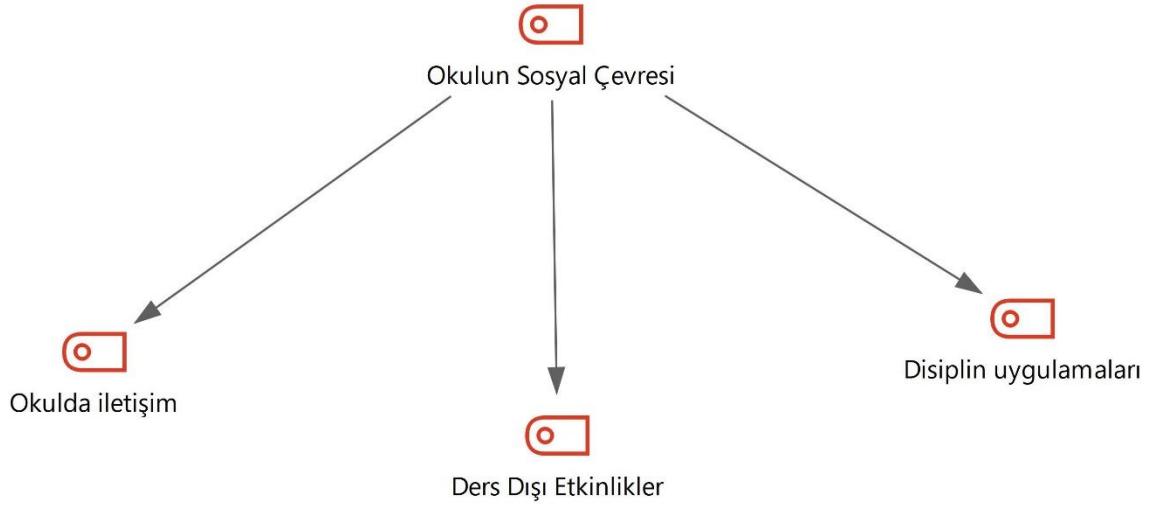 Okulun Sosyal Çevresi
Okulda iletişim
Ders Dışı Etkinlikler
Disiplin uygulamaları